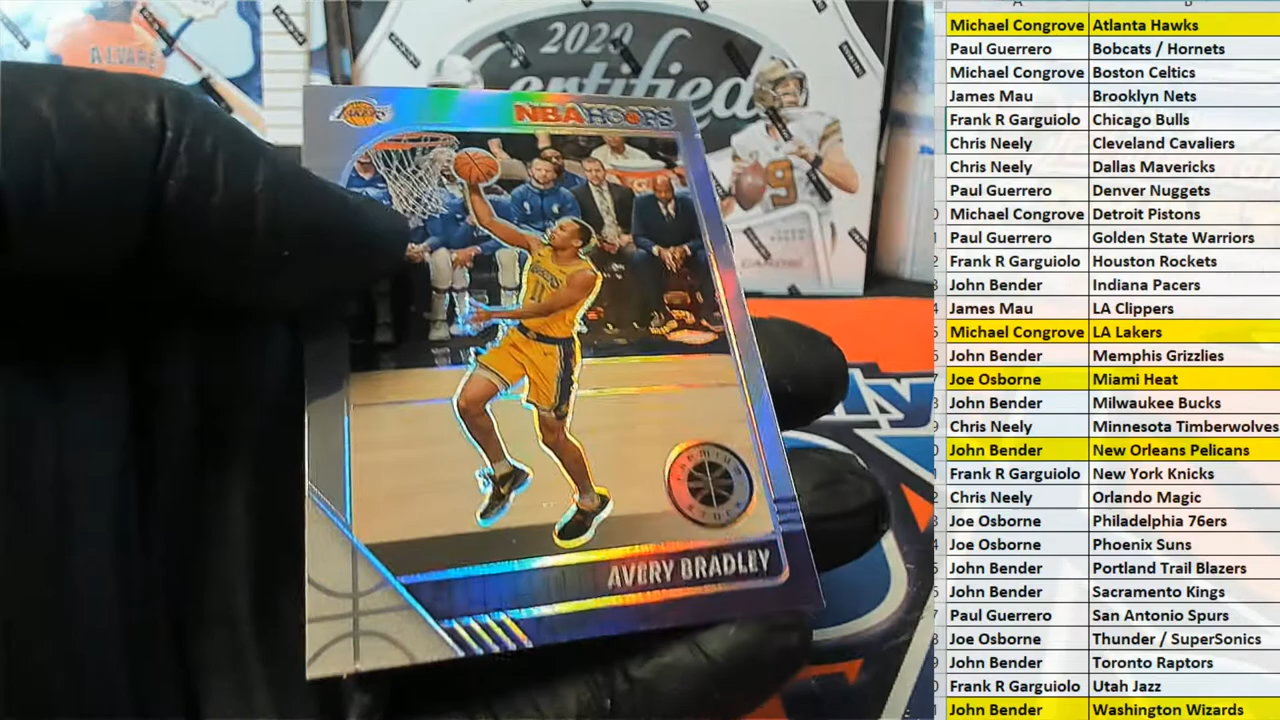 ALVARE
2020
Certified
9
LAKERS
NBA HOOPS
11
PREMIUM
STOCK
AVERY BRADLEY
Michael Congrove Atlanta Hawks
Paul Guerrero Bobcats / Hornets
Michael Congrove Boston Celtics
James Mau Brooklyn Nets
Frank R Garguiolo Chicago Bulls
Chris Neely Cleveland Cavaliers
Chris Neely Dallas Mavericks
Paul Guerrero Denver Nuggets
Michael Congrove Detroit Pistons
Paul Guerrero Golden State Warriors
Frank R Garguiolo Houston Rockets
John Bender Indiana Pacers
James Mau LA Clippers
Michael Congrove LA Lakers
John Bender Memphis Grizzlies
Joe Osborne Miami Heat
John Bender Milwaukee Bucks
Chris Neely Minnesota Timberwolves
John Bender New Orleans Pelicans
Frank R Garguiolo New York Knicks
Chris Neely Orlando Magic
Joe Osborne Philadelphia 76ers
Joe Osborne Phoenix Suns
John Bender Portland Trail Blazers
John Bender Sacramento Kings
Paul Guerrero San Antonio Spurs
Joe Osborne Thunder / SuperSonics
John Bender Toronto Raptors
Frank R Garguiolo Utah Jazz
John Bender Washington Wizards